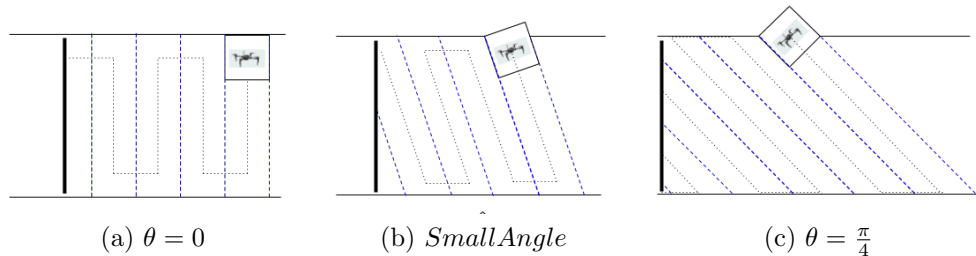 (a) θ = 0
(b) SmallAngle
(c) θ = π/4